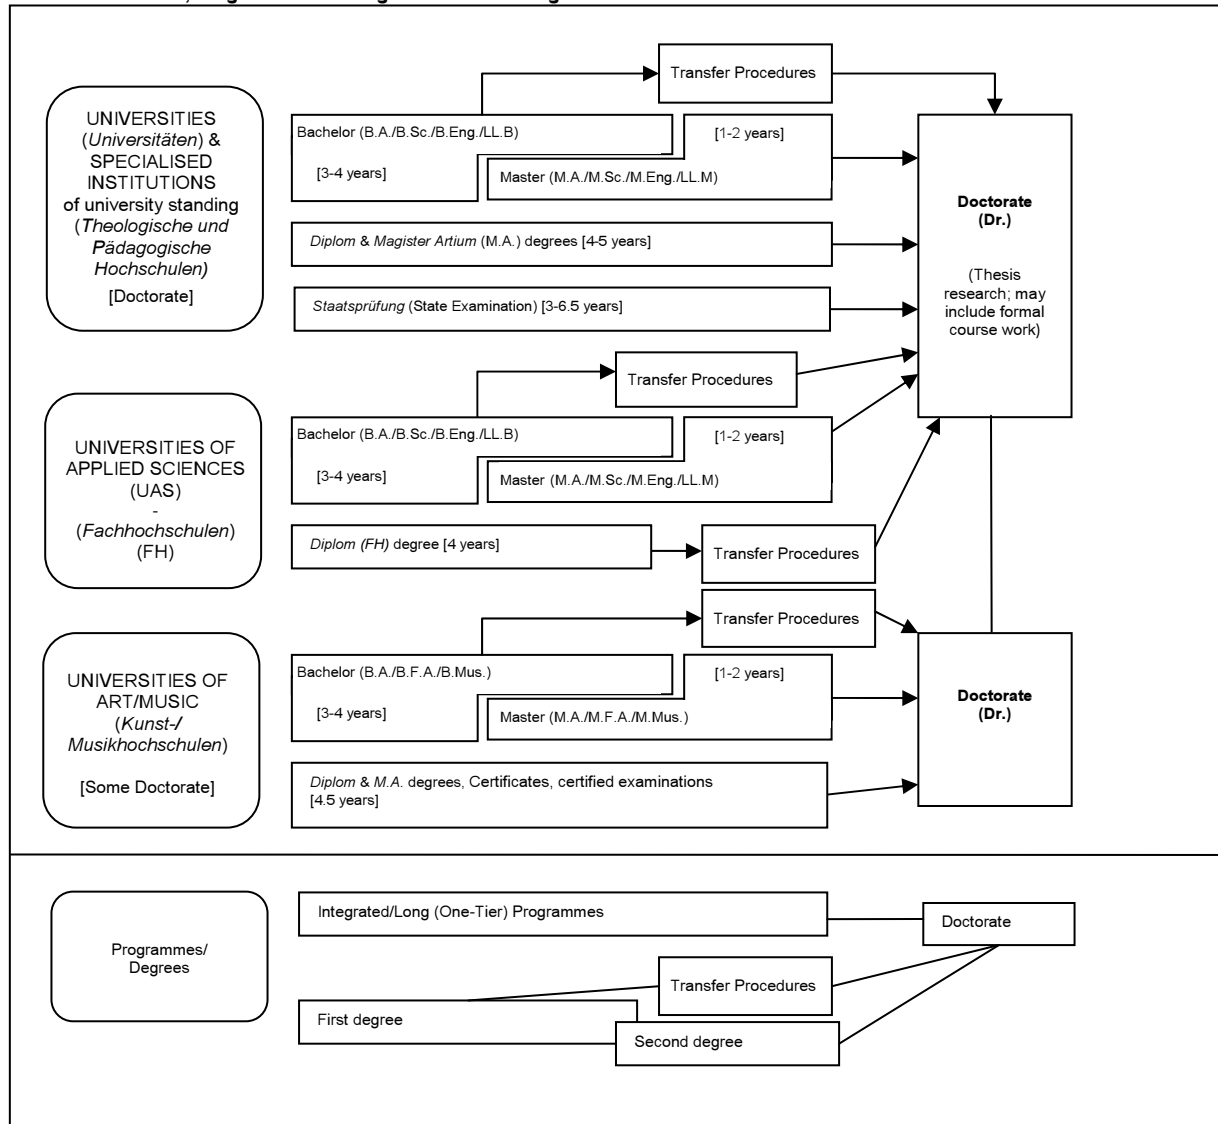 Transfer Procedures
UNIVERSITIES
(Universitäten) &
SPECIALISED
INSTITUTIONS
of university standing
(Theologische und
Pädagogische
Hochschulen)
[Doctorate]
Bachelor (B.A./B.Sc./B.Eng./LL.B)
[3-4 years]
[1-2 years]
Master (M.A./M.Sc./M.Eng./LL.M)
Diplom & Magister Artium (M.A.) degrees [4-5 years]
Staatsprüfung (State Examination) [3-6.5 years]
Doctorate
(Dr.)
(Thesis
research; may
include formal
course work)
Transfer Procedures
UNIVERSITIES OF
APPLIED SCIENCES
(UAS)
-
(Fachhochschulen)
(FH)
Bachelor (B.A./B.Sc./B.Eng./LL.B)
[3-4 years]
[1-2 years]
Master (M.A./M.Sc./M.Eng./LL.M)
Diplom (FH) degree [4 years]
Transfer Procedures
Transfer Procedures
UNIVERSITIES OF
ART/MUSIC
(Kunst-/
Musikhochschulen)
[Some Doctorate]
Bachelor (B.A./B.F.A./B.Mus.)
[3-4 years]
[1-2 years]
Master (M.A./M.F.A./M.Mus.)
Diplom & M.A. degrees, Certificates, certified examinations
[4.5 years]
Doctorate
(Dr.)
Programmes/
Degrees
Integrated/Long (One-Tier) Programmes
Doctorate
Transfer Procedures
First degree
Second degree